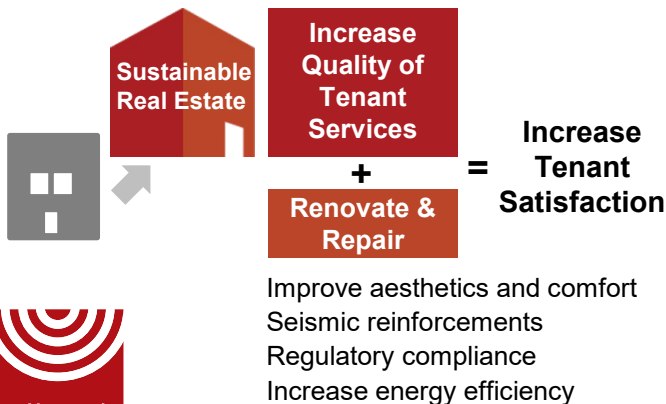 Sustainable
Real Estate
Increase
Quality of
Tenant
Services
+
Renovate &
Repair
=
Increase
Tenant
Satisfaction
Improve aesthetics and comfort
Seismic reinforcements
Regulatory compliance
Increase energy efficiency